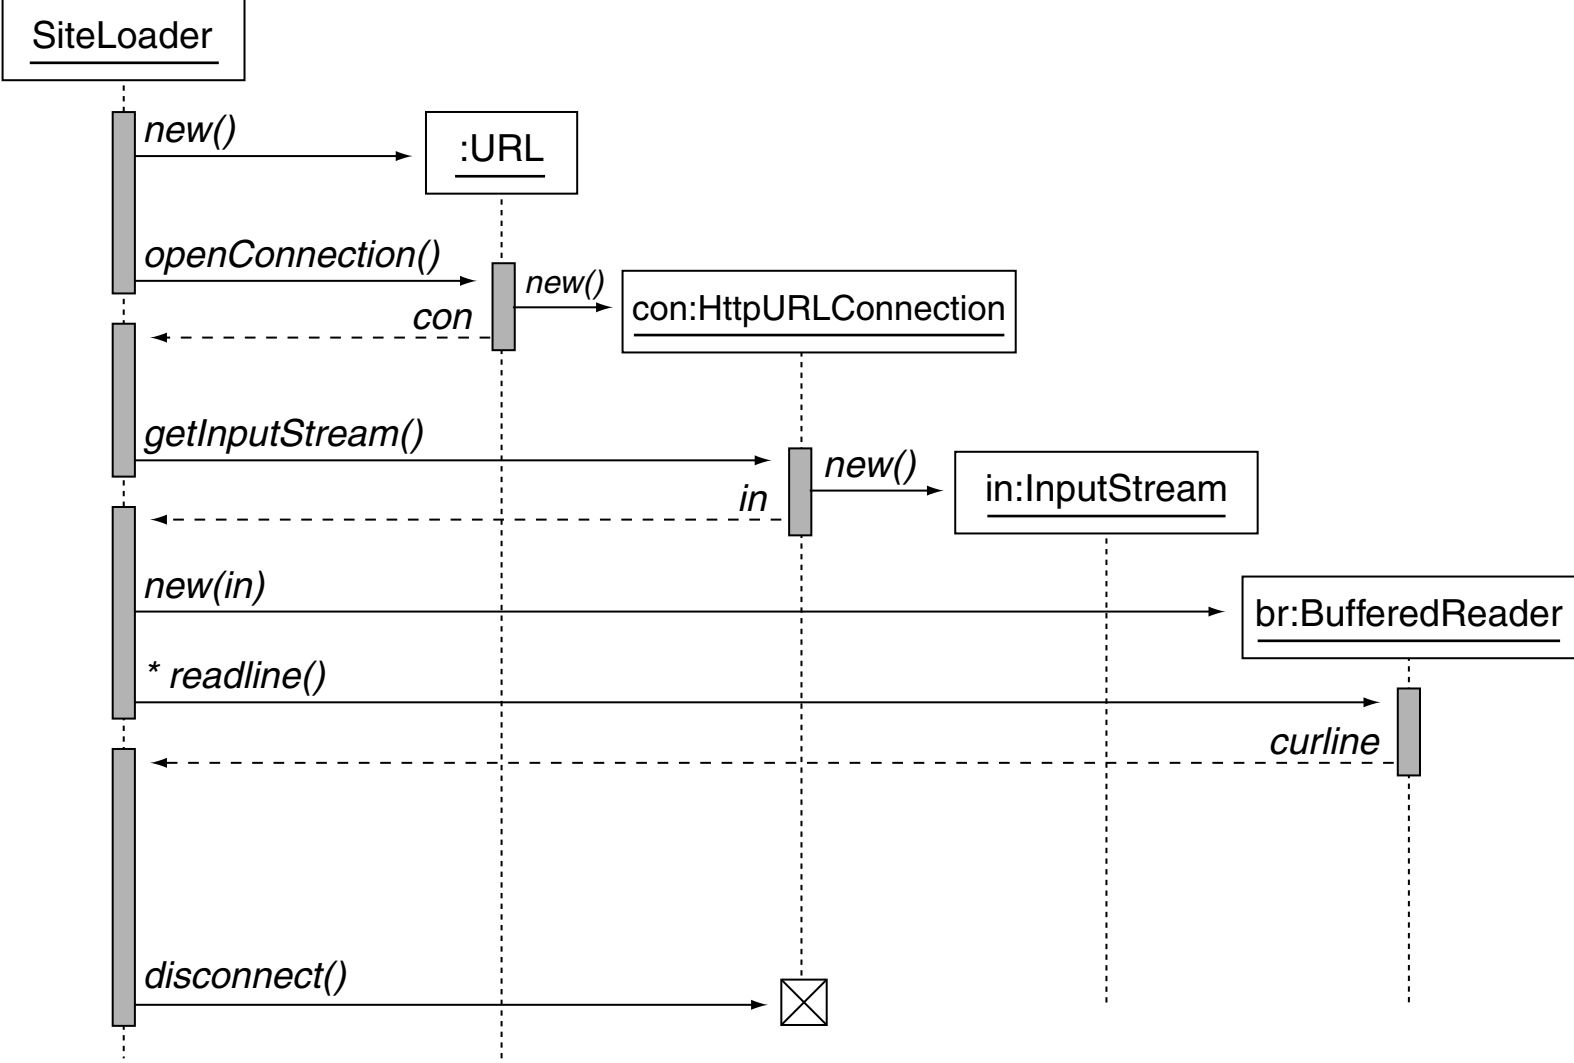 SiteLoader
new()
:URL
openConnection()
new()
con:HttpURLConnection
con
getInputStream()
new()
in:InputStream
in
new(in)
br:BufferedReader
* readline()
curline
disconnect()